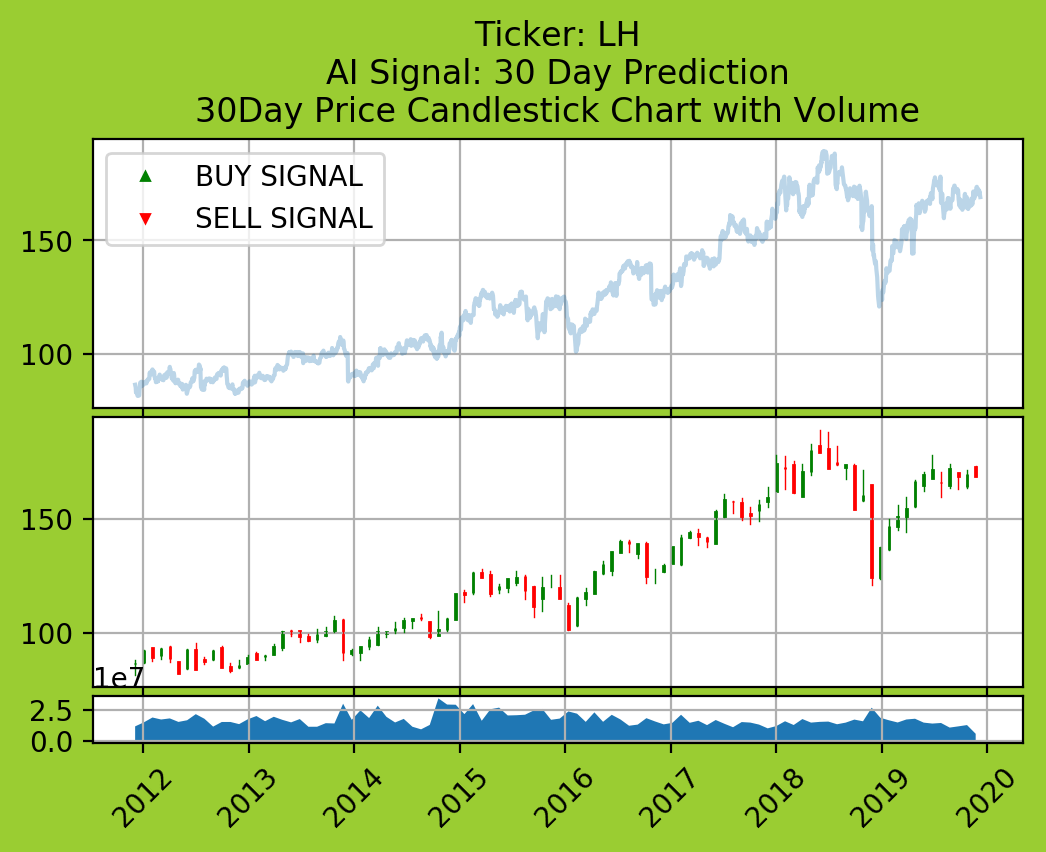 Ticker: LH
AI Signal: 30 Day Prediction
30Day Price Candlestick Chart with Volume
BUY SIGNAL
SELL SIGNAL
150
100
150
100
1e7
2.5
0.0
2012 2013 2014 2015 2016 2017 2018 2019 2020